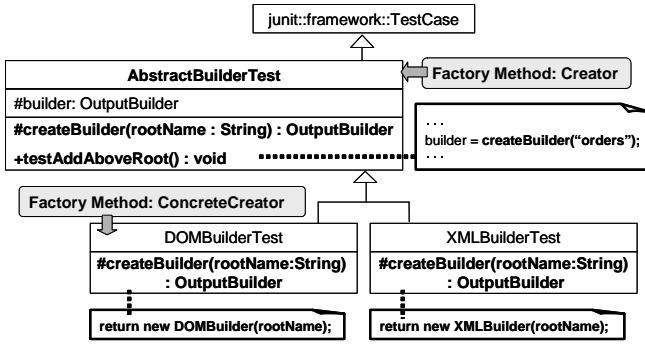 junit::framework::TestCase
AbstractBuilderTest
Factory Method: Creator
#builder: OutputBuilder
#createBuilder(rootName : String) : OutputBuilder
+testAddAboveRoot() : void
. . .
builder = createBuilder(“orders”);
. . .
Factory Method: ConcreteCreator
DOMBuilderTest
#createBuilder(rootName:String)
: OutputBuilder
return new DOMBuilder(rootName);
XMLBuilderTest
#createBuilder(rootName:String)
: OutputBuilder
return new XMLBuilder(rootName);